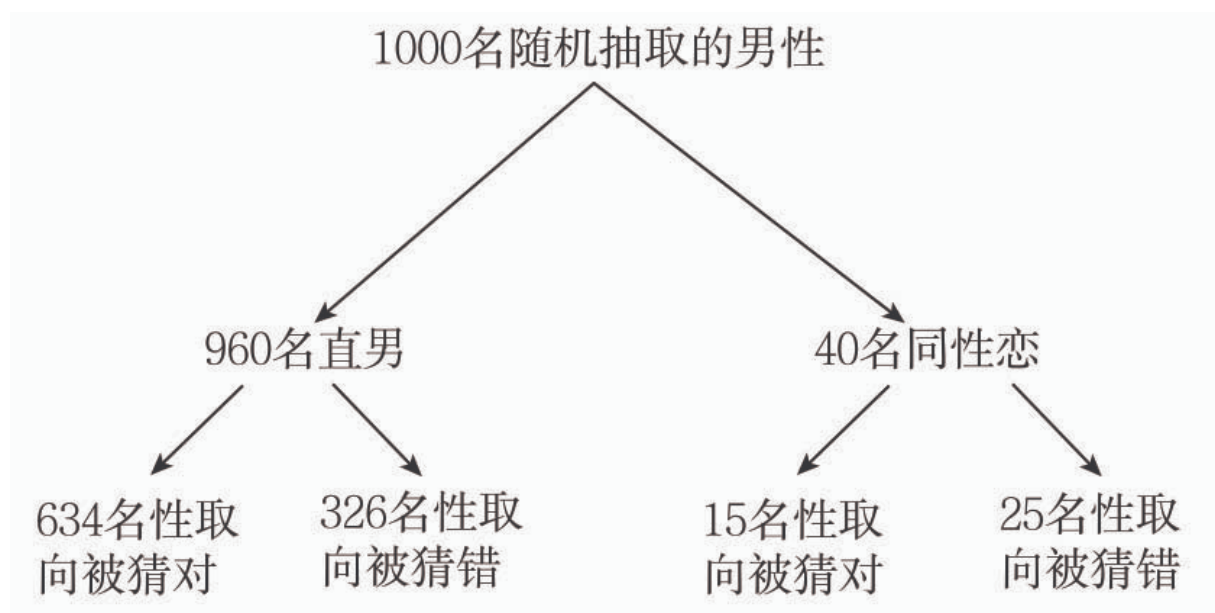 1000名随机抽取的男性
960名直男
40名同性恋
634名性取
向被猜对
326名性取
向被猜错
15名性取
向被猜对
25名性取
向被猜错